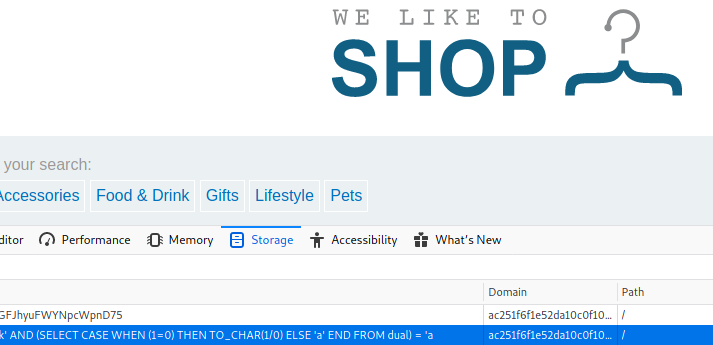 WE LIKE TO
SHOP
your search:
Accessories Food & Drink Gifts Lifestyle Pets
ditor Performance Memory Storage Accessibility What's New
Domain Path
GFJhyuFWYNpcWpnD75 ac251f6f1e52da10c0f10... /
k' AND (SELECT CASE WHEN (1=0) THEN TO_CHAR(1/0) ELSE 'a' END FROM dual) = 'a ac251f6f1e52da10c0f10... /